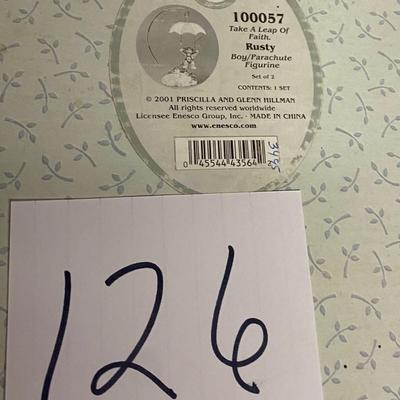 100057
Take A Leap Of
Faith.
Rusty
Boy/Parachute
Figurine
Set of 2
CONTENTS: 1 SET
© 2001 PRISCILLA AND GLENN HILLMAN
All rights reserved worldwide
Licensee Enesco Group, Inc. · MADE IN CHINA
www.enesco.com
0 45544 43564
126